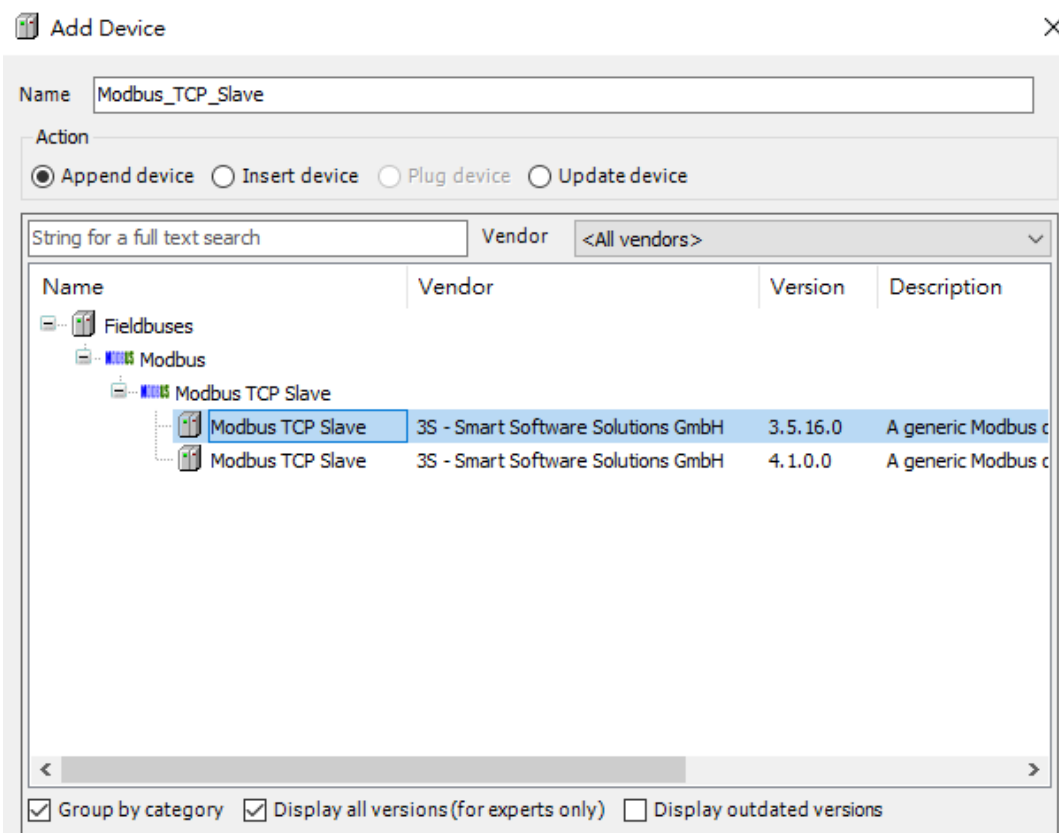 Add Device
Name Modbus_TCP_Slave
Action
Append device Insert device Plug device Update device
String for a full text search Vendor <All vendors>
Name Vendor Version Description
Fieldbuses
MODBUS Modbus
MODBUS Modbus TCP Slave
Modbus TCP Slave 3S - Smart Software Solutions GmbH 3.5.16.0 A generic Modbus d
Modbus TCP Slave 3S - Smart Software Solutions GmbH 4.1.0.0 A generic Modbus d
Group by category Display all versions (for experts only) Display outdated versions